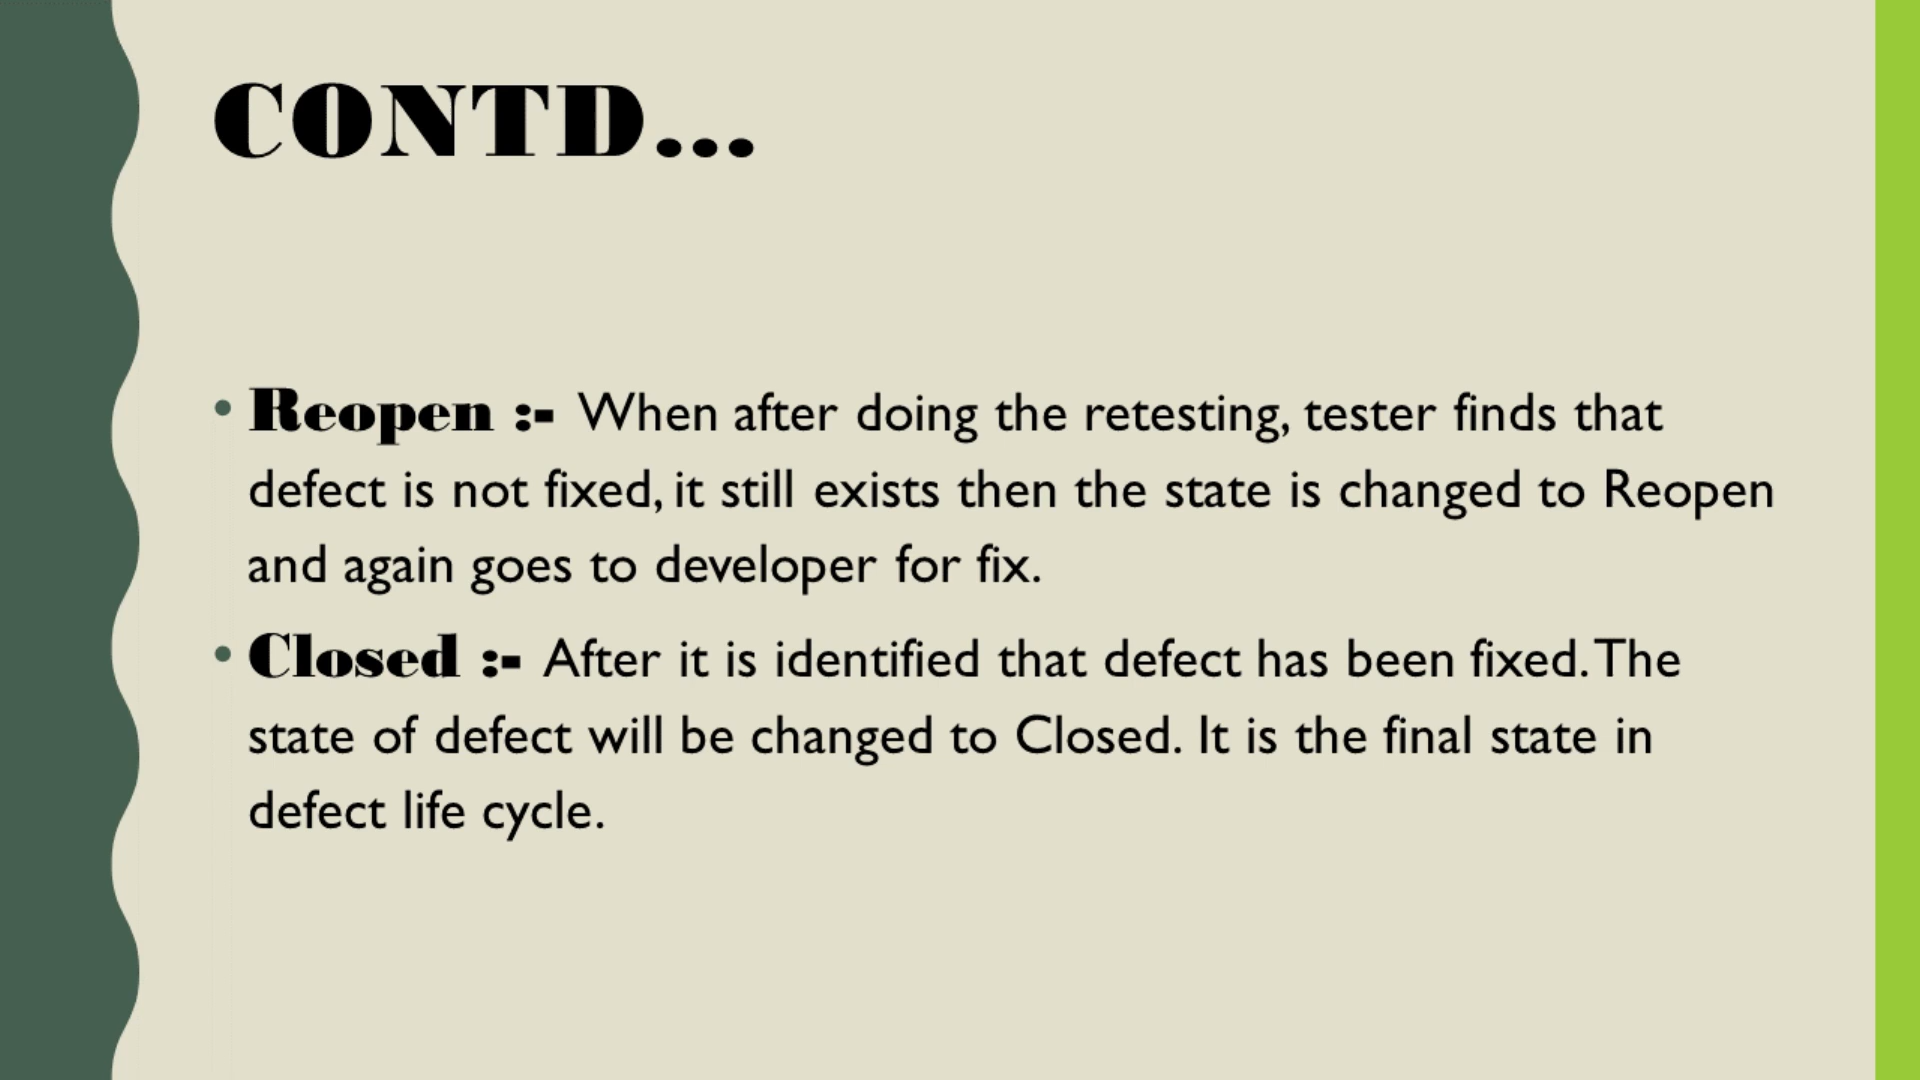 CONTD...
• Reopen :- When after doing the retesting, tester finds that
defect is not fixed, it still exists then the state is changed to Reopen
and again goes to developer for fix.
• Closed :- After it is identified that defect has been fixed. The
state of defect will be changed to Closed. It is the final state in
defect life cycle.